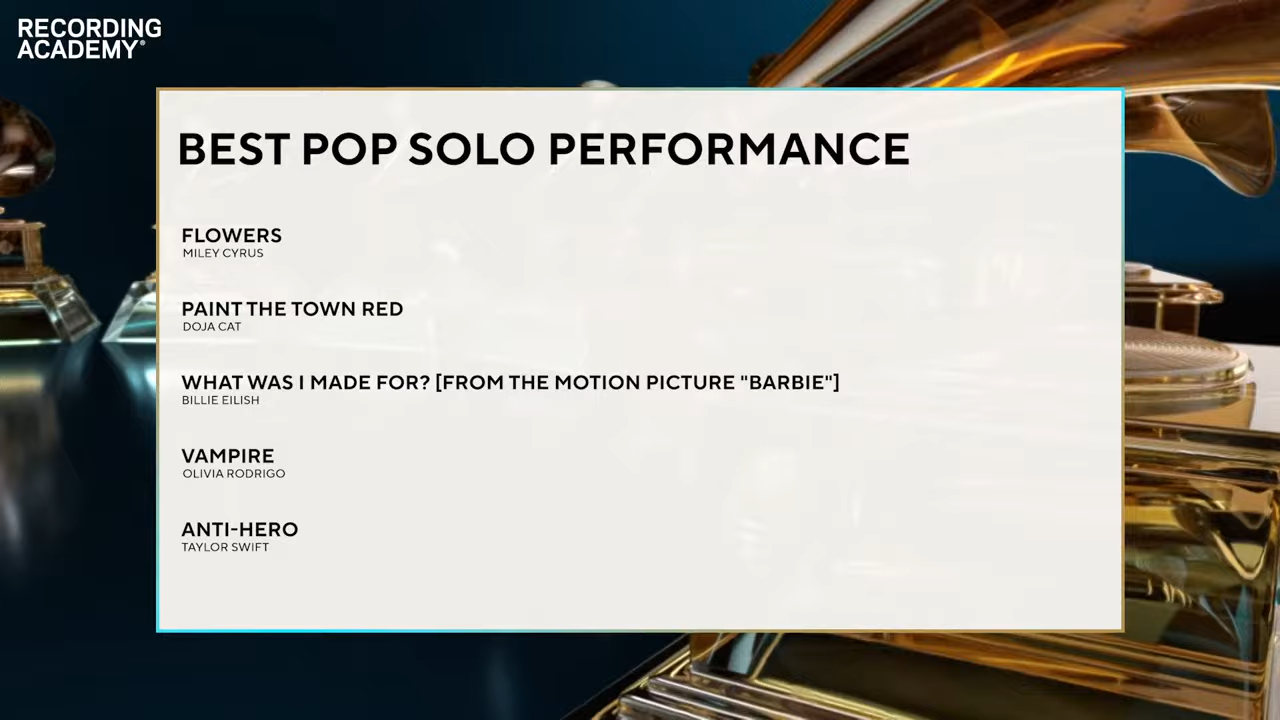 RECORDING
ACADEMY®
BEST POP SOLO PERFORMANCE
FLOWERS
MILEY CYRUS
PAINT THE TOWN RED
DOJA CAT
WHAT WAS I MADE FOR? [FROM THE MOTION PICTURE "BARBIE"]
BILLIE EILISH
VAMPIRE
OLIVIA RODRIGO
ANTI-HERO
TAYLOR SWIFT